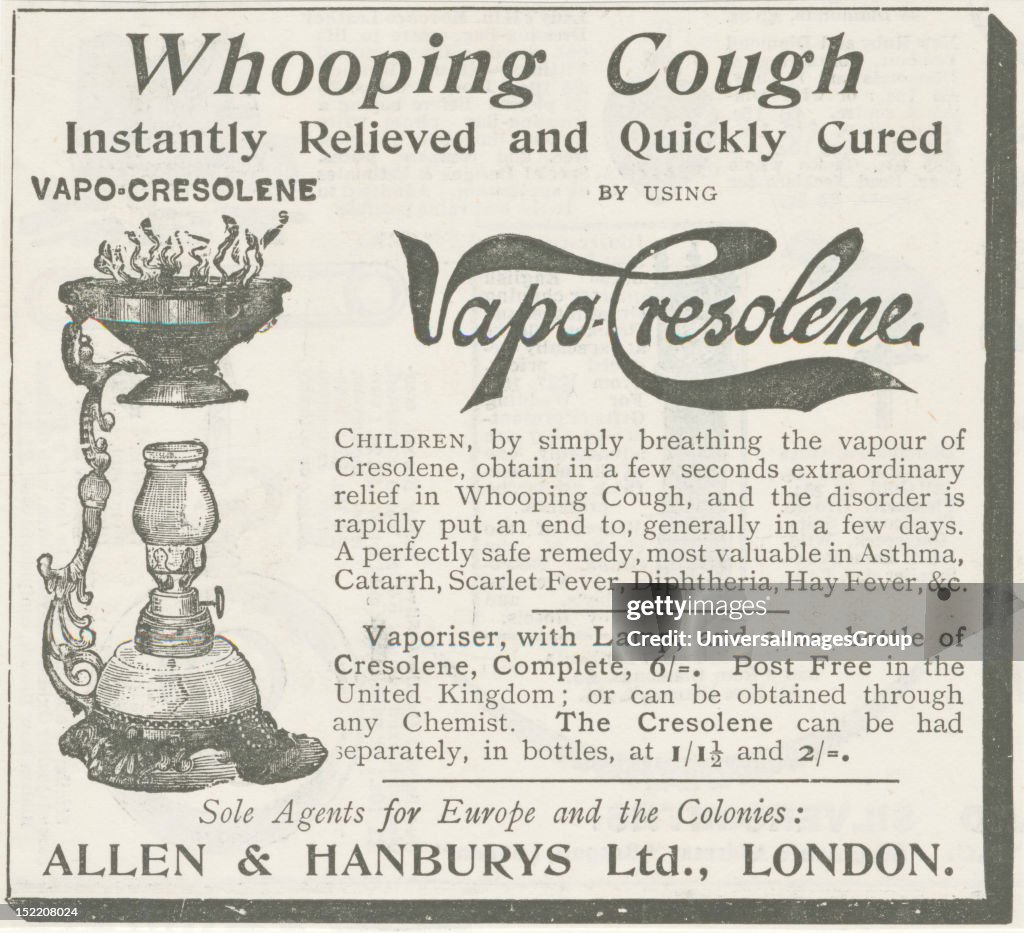 Whooping Cough
Instantly Relieved and Quickly Cured
VAPO-CRESOLENE
BY USING
Vapo-Cresolene.
CHILDREN, by simply breathing the vapour of
Cresolene, obtain in a few seconds extraordinary
relief in Whooping Cough, and the disorder is
rapidly put an end to, generally in a few days.
A perfectly safe remedy, most valuable in Asthma,
Catarrh, Scarlet Fever, Diphtheria, Hay Fever, &c.
gettyimages
Credit: UniversalImagesGroup
Vaporiser, with bottle of
Cresolene, Complete, 6/=. Post Free in the
United Kingdom; or can be obtained through
any Chemist. The Cresolene can be had
separately, in bottles, at 1/1½ and 2/=.
Sole Agents for Europe and the Colonies:
ALLEN & HANBURYS Ltd., LONDON.
152208024